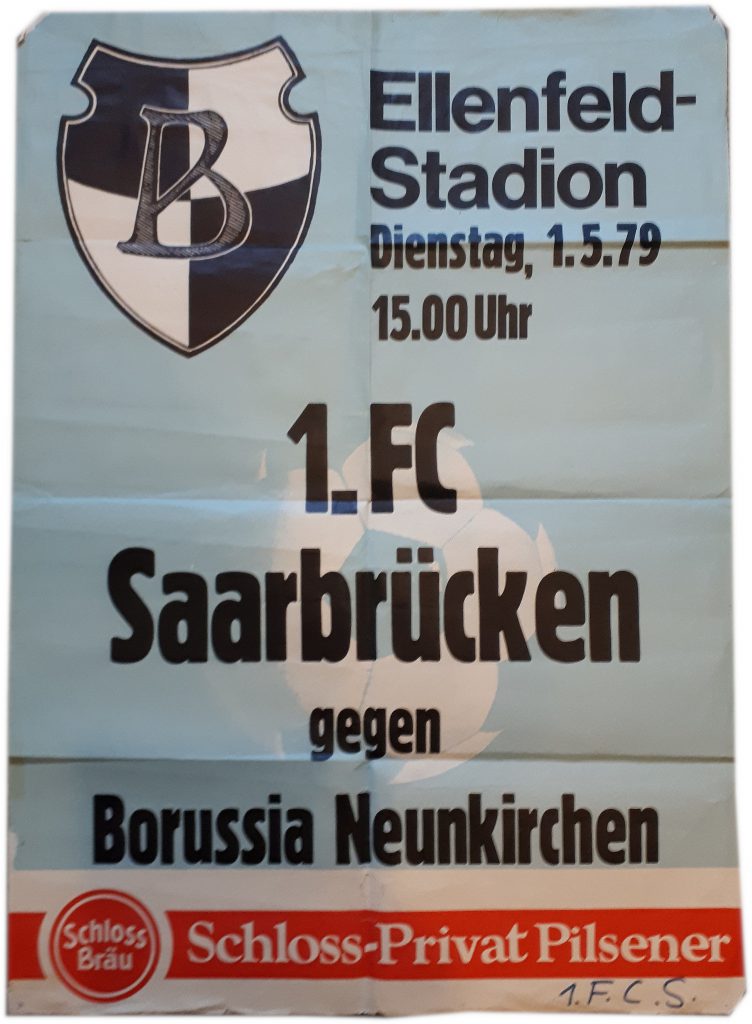 B
Ellenfeld-
Stadion
Dienstag, 1.5.79
15.00 Uhr
1. FC
Saarbrücken
gegen
Borussia Neunkirchen
Schloss
Bräu
Schloss-Privat Pilsener
1. F. C. S.